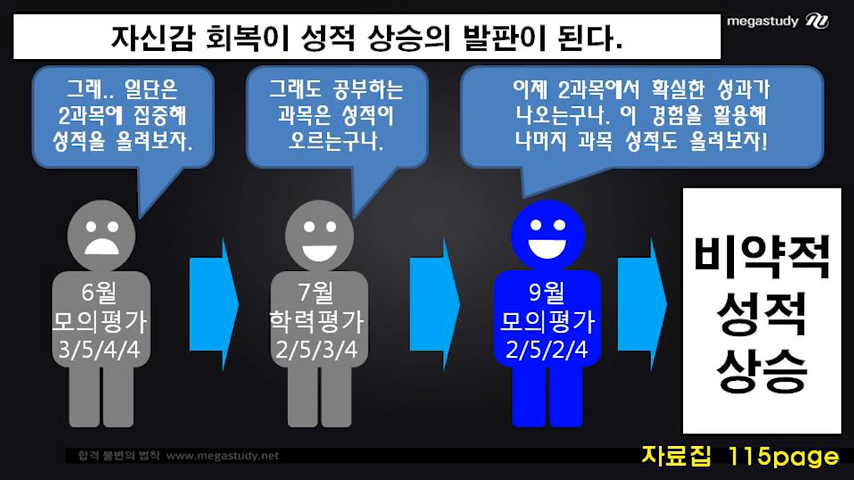 megastudy
자신감 회복이 성적 상승의 발판이 된다.
그래.. 일단은
2과목에 집중해
성적을 올려보자.
그래도 공부하는
과목은 성적이
오르는구나.
이제 2과목에서 확실한 성과가
나오는구나. 이 경험을 활용해
나머지 과목 성적도 올려보자!
6월
모의평가
3/5/4/4
7월
학력평가
2/5/3/4
9월
모의평가
2/5/2/4
비약적
성적
상승
합격 불변의 법칙 www.megastudy.net
자료집 115page